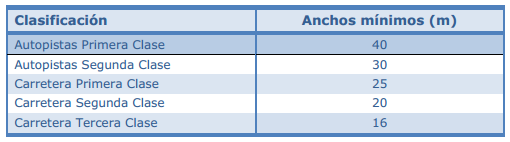 Clasificación Anchos mínimos (m)
Autopistas Primera Clase 40
Autopistas Segunda Clase 30
Carretera Primera Clase 25
Carretera Segunda Clase 20
Carretera Tercera Clase 16